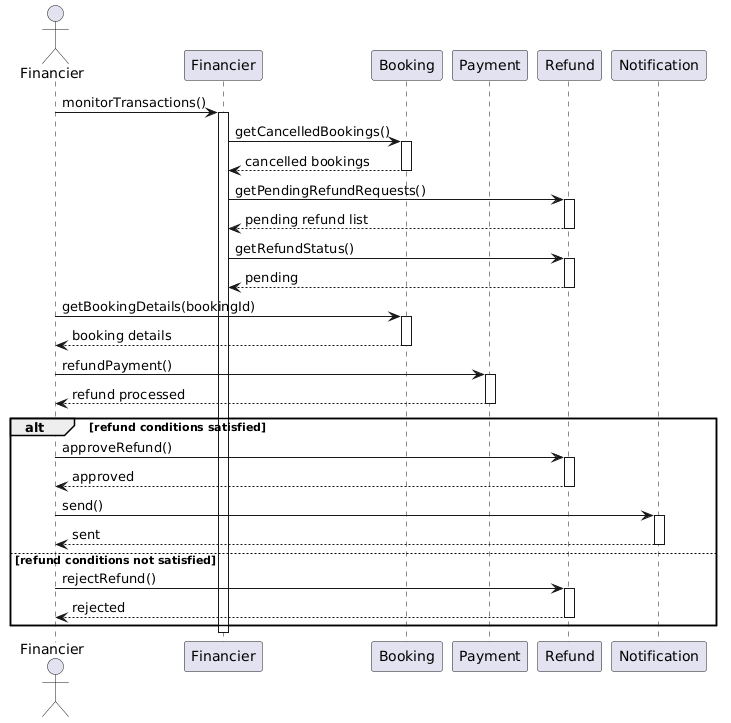 Financier
Financier
Booking
Payment
Refund
Notification
monitorTransactions()
getCancelledBookings()
cancelled bookings
getPendingRefundRequests()
pending refund list
getRefundStatus()
pending
getBookingDetails(bookingId)
booking details
refundPayment()
refund processed
alt
[refund conditions satisfied]
approveRefund()
approved
send()
sent
[refund conditions not satisfied]
rejectRefund()
rejected
Financier
Financier
Booking
Payment
Refund
Notification